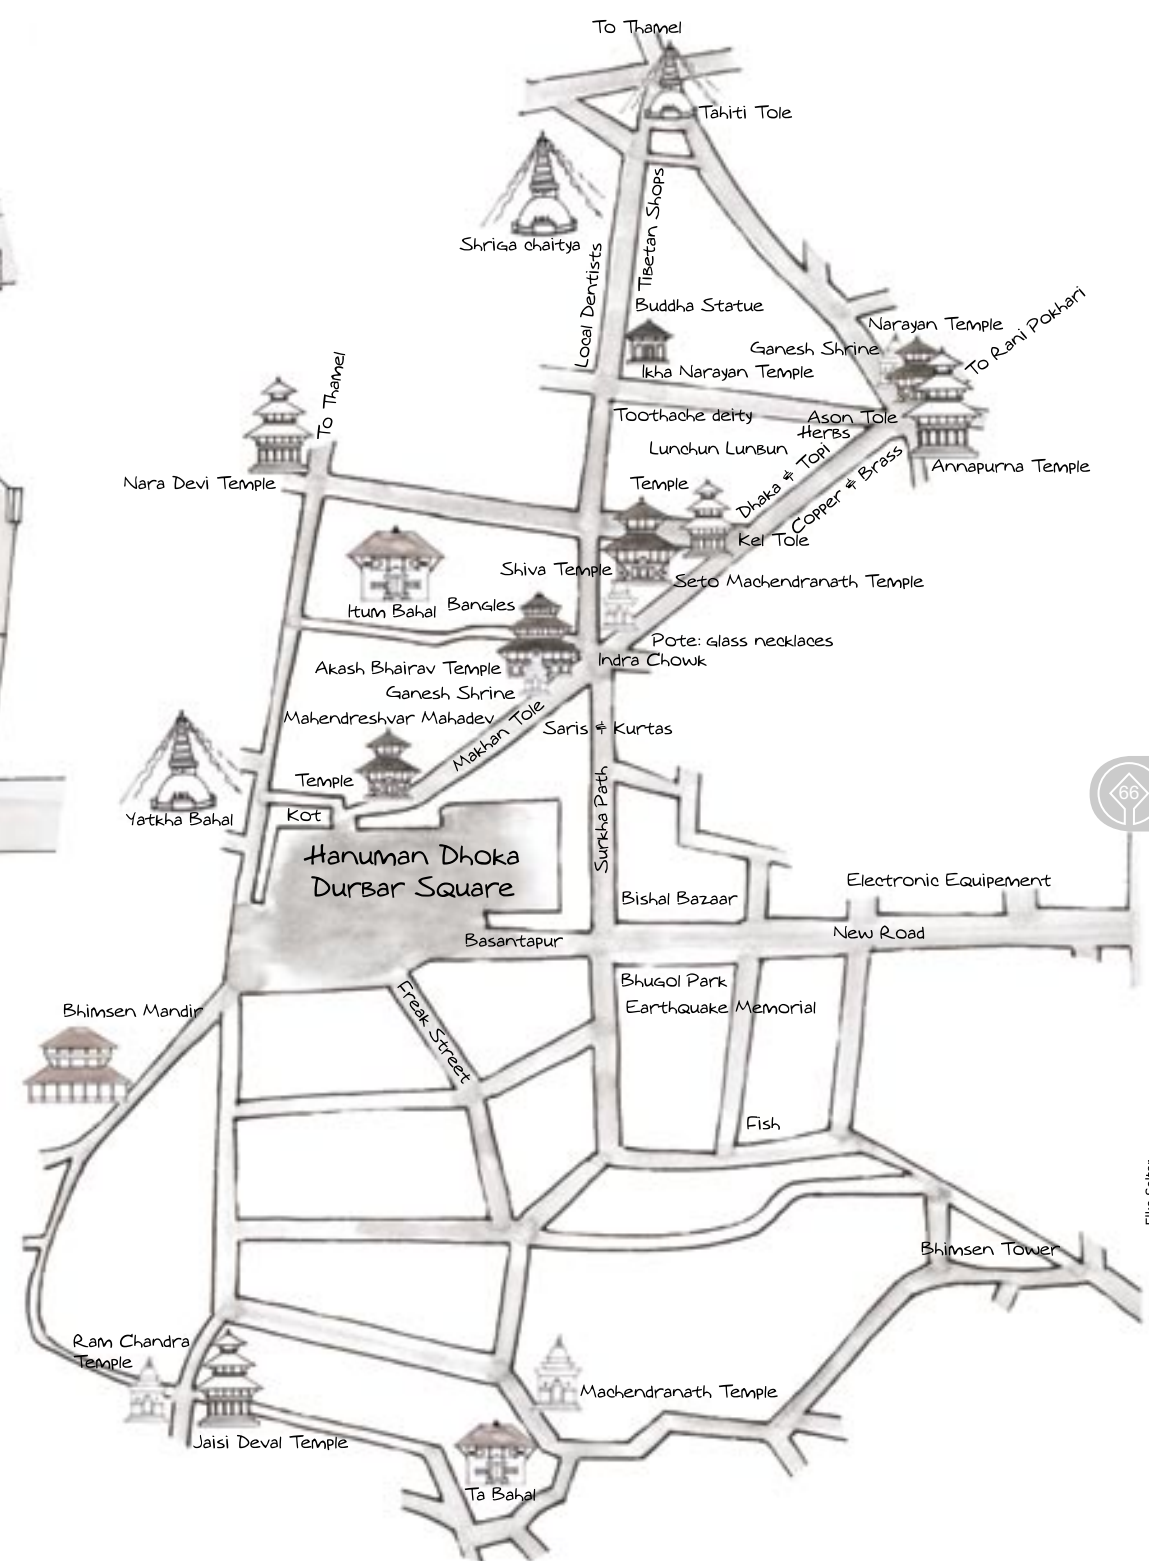 To Thamel
Tahiti Tole
Shriga chaitya
Tibetan Shops
Local Dentists
Buddha Statue
Narayan Temple
To Rani Pokhari
Ganesh Shrine
Ikha Narayan Temple
To Thamel
Toothache deity
Ason Tole
Herbs
Lunchun Lunbun
Temple
Dhaka & Topi
Copper & Brass
Annapurna Temple
Nara Devi Temple
Kel Tole
Shiva Temple
Seto Machendranath Temple
Itum Bahal
Bangles
Pote: glass necklaces
Indra Chowk
Akash Bhairav Temple
Ganesh Shrine
Mahendreshvar Mahadev
Temple
Makhan Tole
Saris & Kurtas
Surkha Path
Yatkha Bahal
Kot
66
Hanuman Dhoka
Durbar Square
Bishal Bazaar
Electronic Equipement
Basantapur
New Road
Bhugol Park
Earthquake Memorial
Bhimsen Mandir
Freak Street
Fish
Bhimsen Tower
Ram Chandra
Temple
Machendranath Temple
Jaisi Deval Temple
Ta Bahal